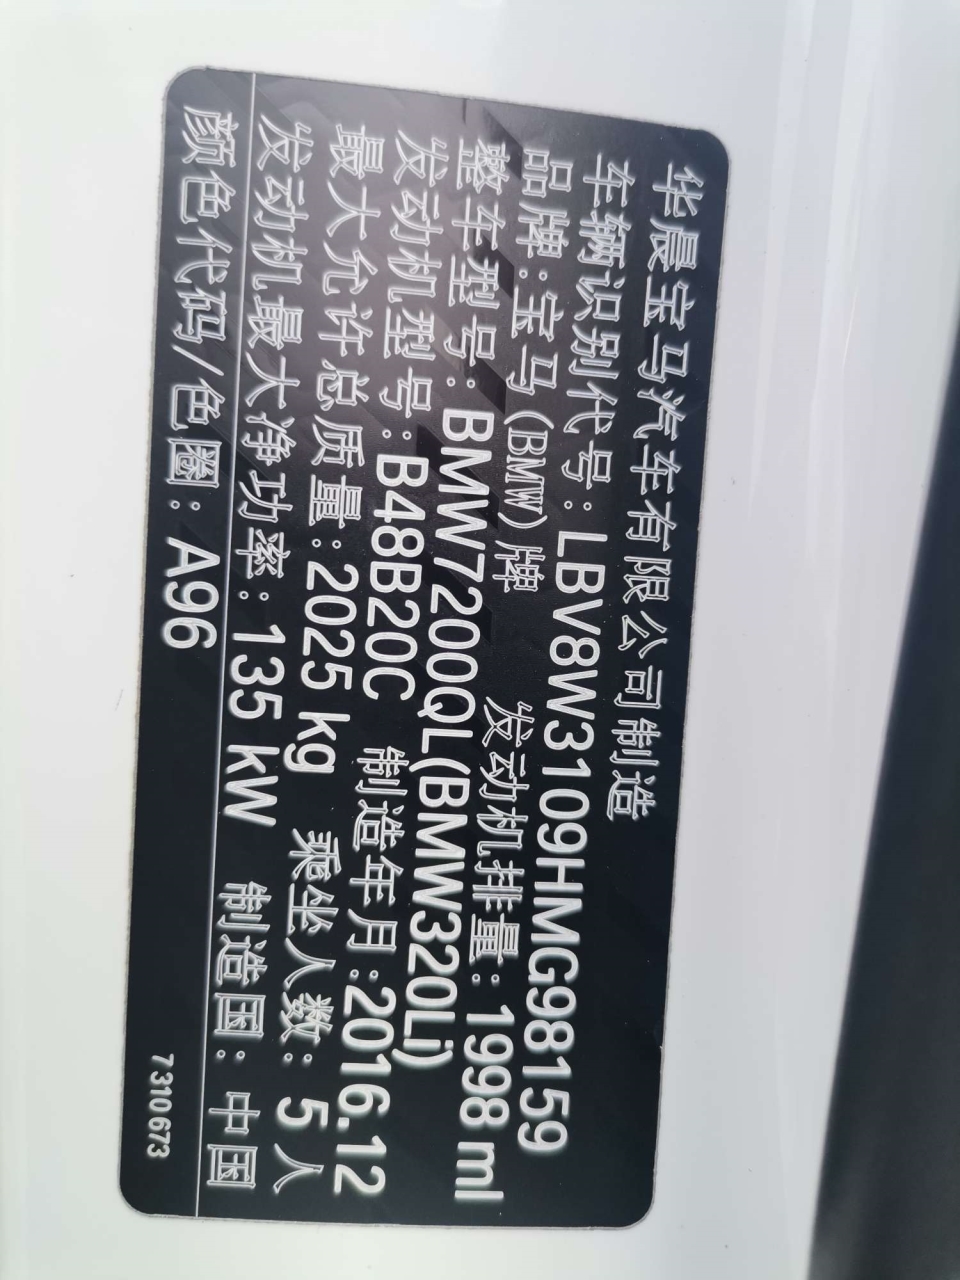 华晨宝马汽车有限公司制造
车辆识别代号：LBV8W3109HMG98159
品牌：宝马(BMW)牌 发动机排量：1998 ml
整车型号：BMW7200QL(BMW320Li)
发动机型号：B48B20C 制造年月：2016.12
最大允许总质量：2025 kg 乘坐人数：5人
发动机最大净功率：135 kW 制造国：中国
颜色代码/色圈：A96
7 310 673